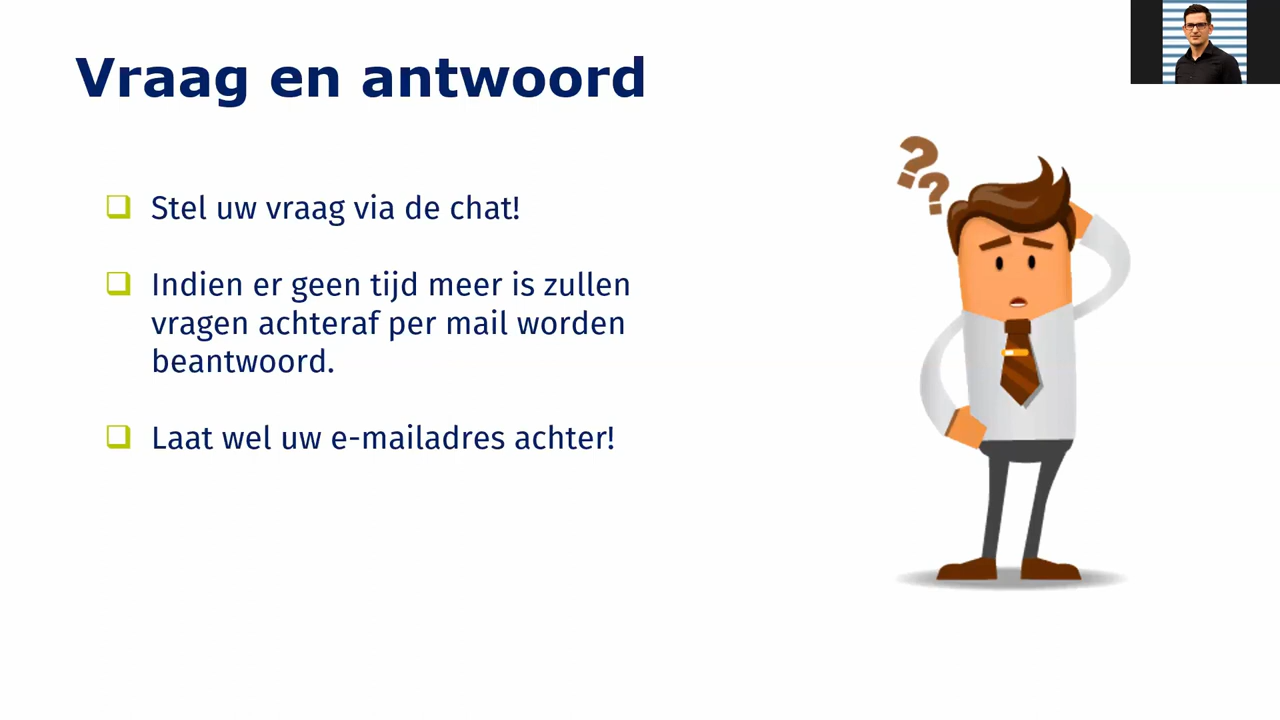 Vraag en antwoord
Stel uw vraag via de chat!
Indien er geen tijd meer is zullen
vragen achteraf per mail worden
beantwoord.
Laat wel uw e-mailadres achter!
??